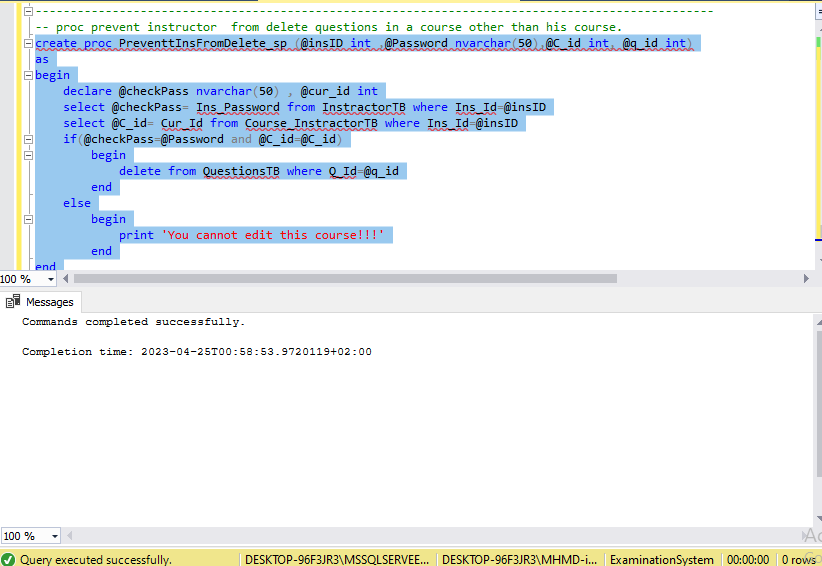 -- proc prevent instructor  from delete questions in a course other than his course.
create proc PreventtInsFromDelete_sp (@insID int ,@Password nvarchar(50),@C_id int, @q_id int)
as
begin
declare @checkPass nvarchar(50) , @cur_id int
select @checkPass= Ins_Password from InstractorTB where Ins_Id=@insID
select @C_id= Cur_Id from Course_InstractorTB where Ins_Id=@insID
if(@checkPass=@Password and @C_id=@C_id)
begin
delete from QuestionsTB where Q_Id=@q_id
end
else
begin
print 'You cannot edit this course!!!'
end
end
100 %
Messages
Commands completed successfully.
Completion time: 2023-04-25T00:58:53.9720119+02:00
100 %
Query executed successfully. DESKTOP-96F3JR3\MSSQLSERVEE... DESKTOP-96F3JR3\MHMD-i... ExaminationSystem 00:00:00 0 rows